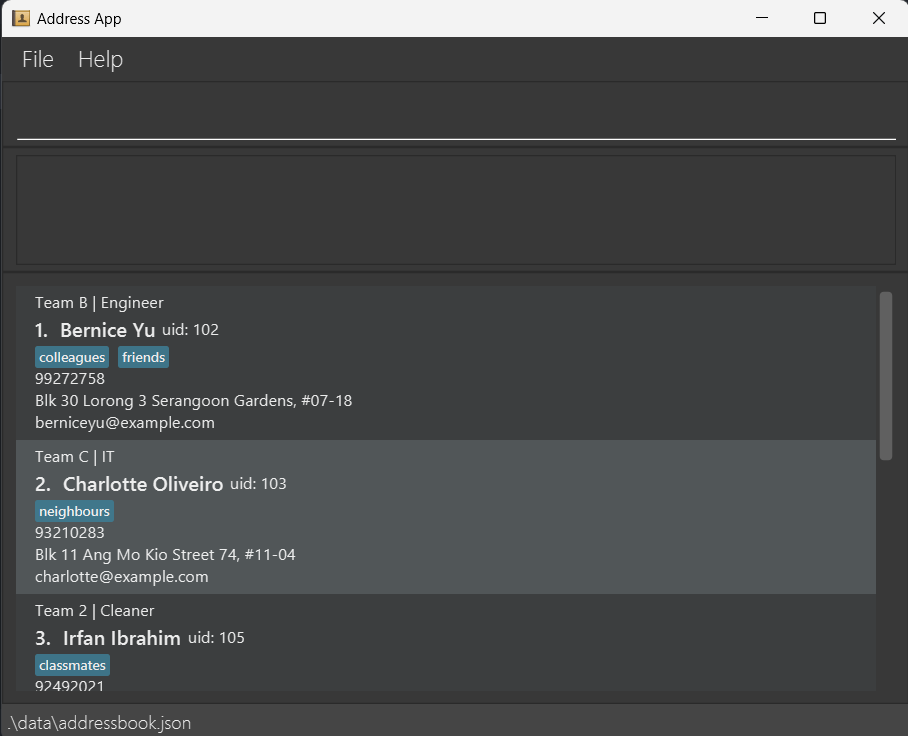 Address App
File Help
Team B | Engineer
1. Bernice Yu uid: 102
colleagues friends
99272758
Blk 30 Lorong 3 Serangoon Gardens, #07-18
berniceyu@example.com
Team C | IT
2. Charlotte Oliveiro uid: 103
neighbours
93210283
Blk 11 Ang Mo Kio Street 74, #11-04
charlotte@example.com
Team 2 | Cleaner
3. Irfan Ibrahim uid: 105
classmates
92492021
.\data\addressbook.json